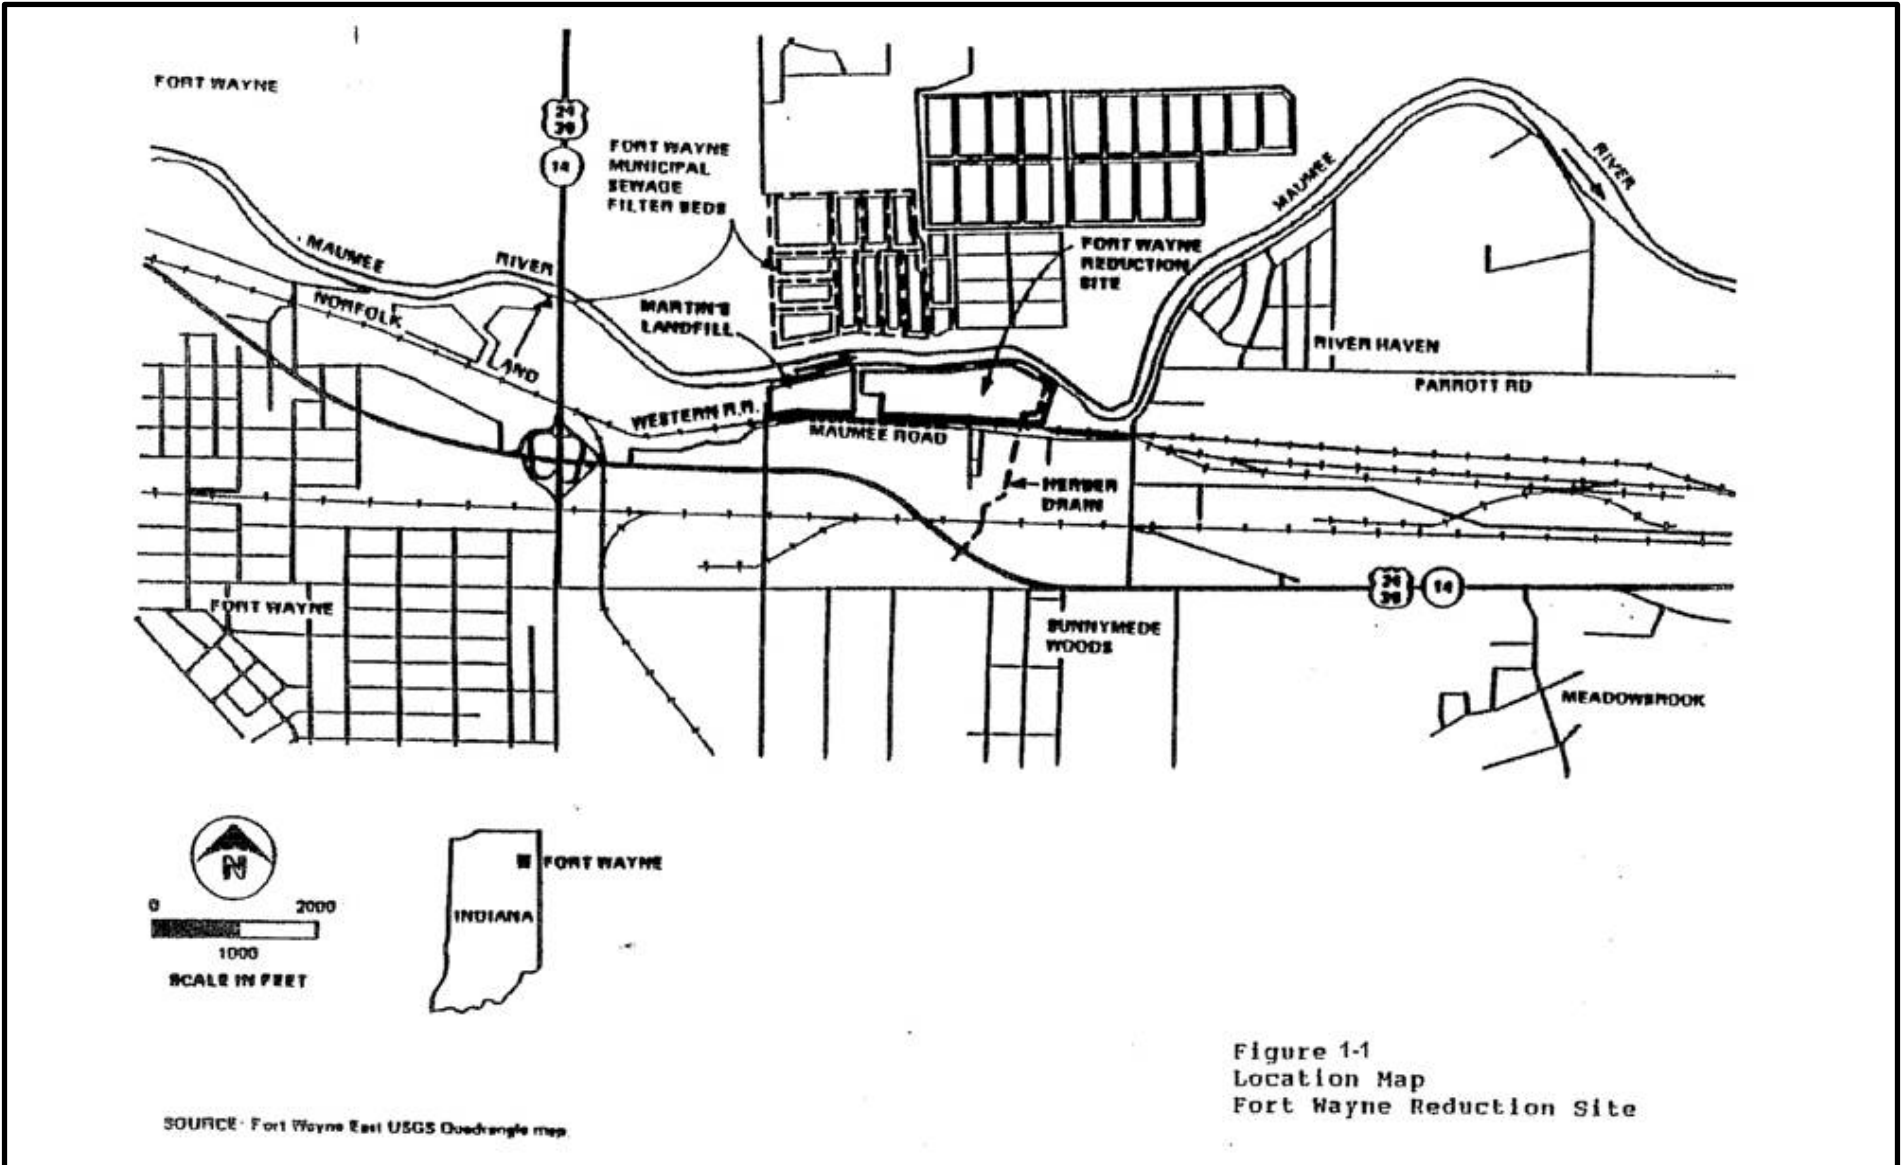 FORT WAYNE
24
14
FORT WAYNE
MUNICIPAL
SEWAGE
FILTER BEDS
MAUMEE
RIVER
MAUMEE
RIVER
NORFOLK
AND
WESTERN R.R.
MARTIN'S
LANDFILL
FORT WAYNE
REDUCTION
SITE
RIVER HAVEN
PARROTT RD
MAUMEE ROAD
HERBER
DRAIN
24
14
FORT WAYNE
SUNNYMEDE
WOODS
MEADOWBROOK
N
0 2000
1000
SCALE IN FEET
FORT WAYNE
INDIANA
Figure 1-1
Location Map
Fort Wayne Reduction Site
SOURCE: Fort Wayne East USGS Quadrangle map.